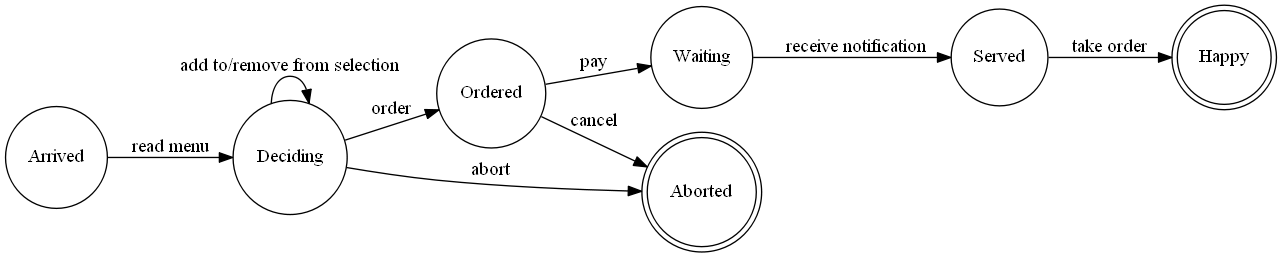 Arrived
read menu
add to/remove from selection
Deciding
order
abort
Ordered
pay
cancel
Waiting
Aborted
receive notification
Served
take order
Happy